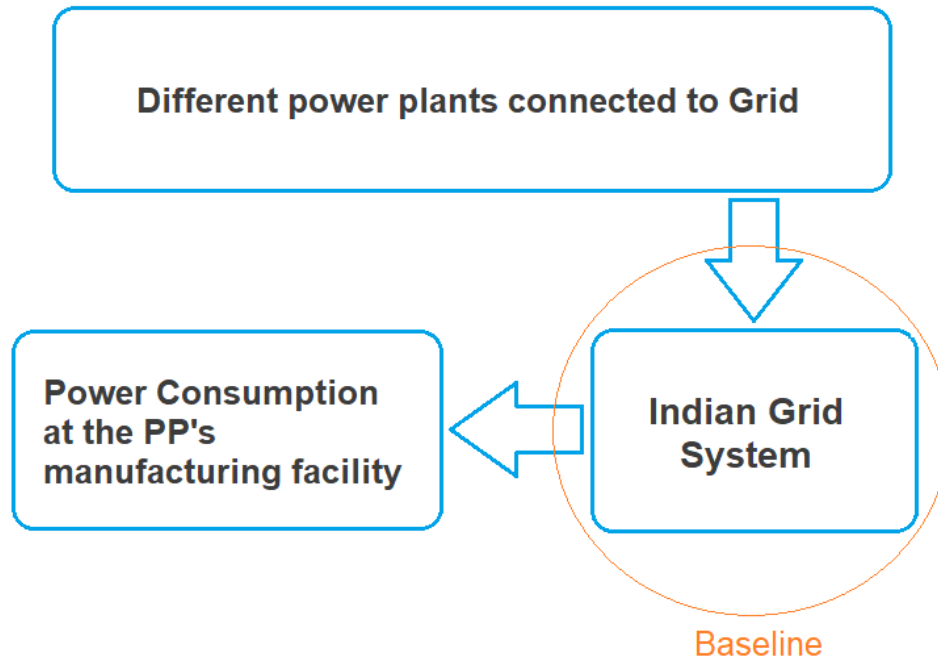 Different power plants connected to Grid
Power Consumption
at the PP's
manufacturing facility
Indian Grid
System
Baseline